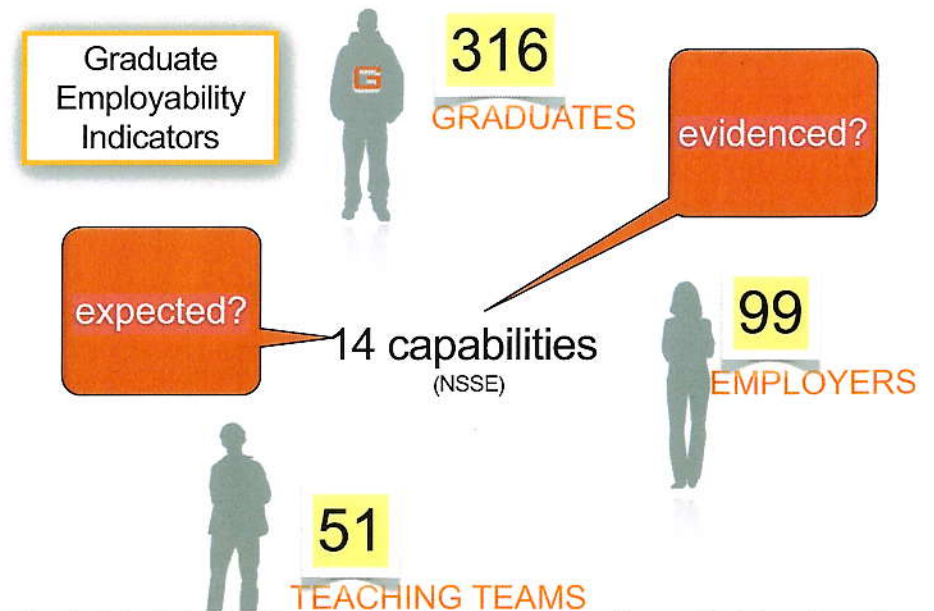 Graduate
Employability
Indicators
G
316
GRADUATES
evidenced?
expected?
14 capabilities
(NSSE)
99
EMPLOYERS
51
TEACHING TEAMS